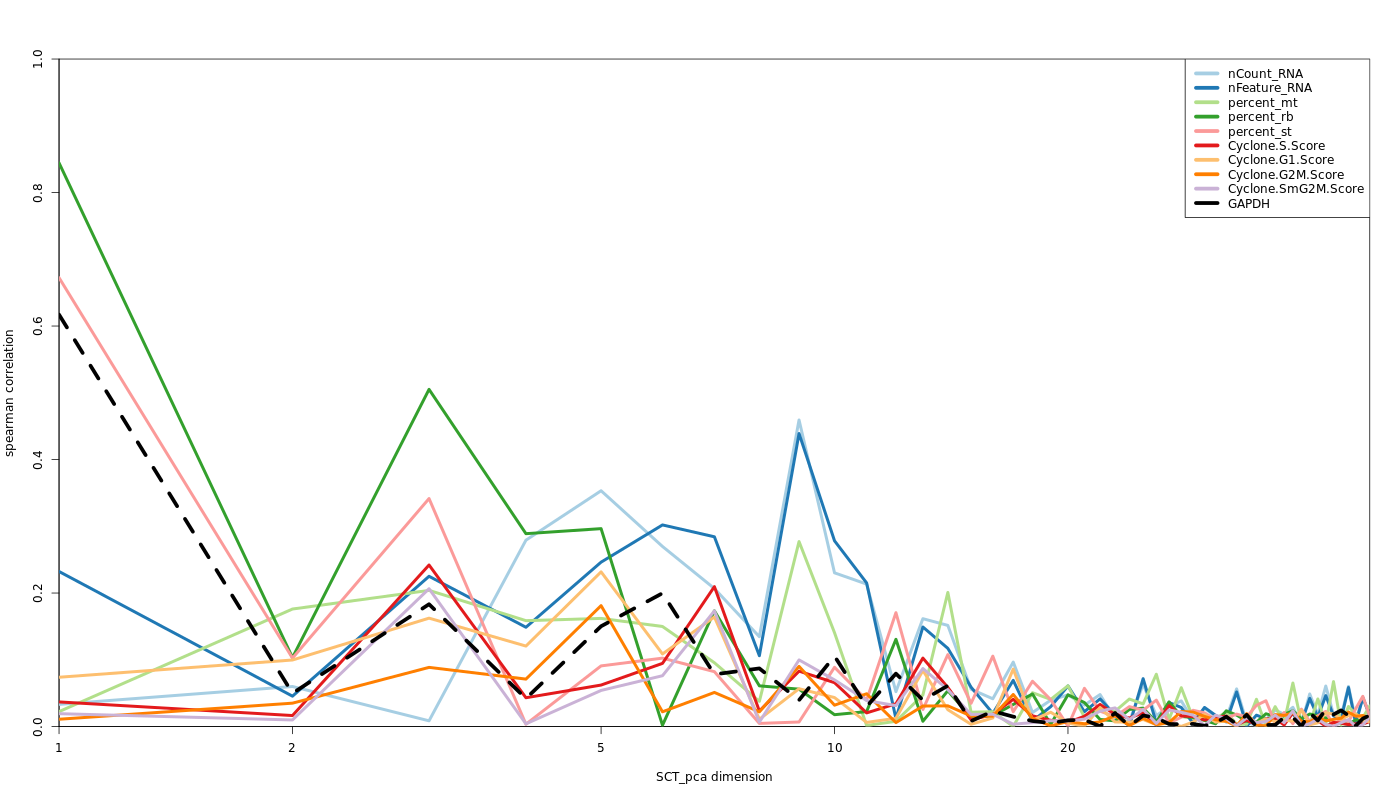 nCount_RNA
nFeature_RNA
percent_mt
percent_rb
percent_st
Cyclone.S.Score
Cyclone.G1.Score
Cyclone.G2M.Score
Cyclone.SmG2M.Score
GAPDH
spearman correlation
1.0
0.8
0.6
0.4
0.2
0.0
1 2 5 10 20
SCT_pca dimension